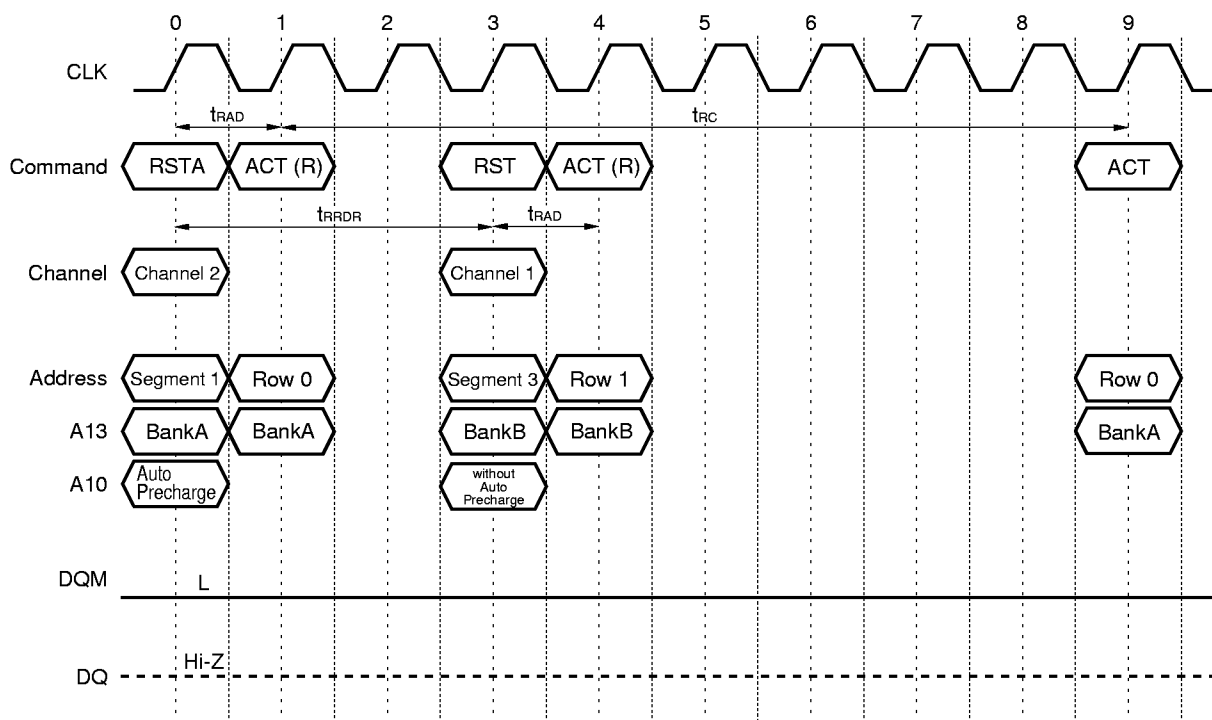 0 1 2 3 4 5 6 7 8 9
CLK
tRAD tRC
Command RSTA ACT (R) RST ACT (R) ACT
tRRDR tRAD
Channel Channel 2 Channel 1
Address Segment 1 Row 0 Segment 3 Row 1 Row 0
A13 BankA BankA BankB BankB BankA
A10 Auto Precharge without Auto Precharge
DQM L
DQ Hi-Z